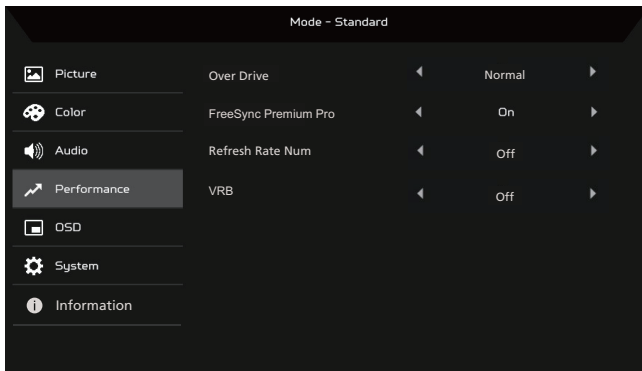 Mode - Standard
Picture
Over Drive Normal
Color
FreeSync Premium Pro On
Audio
Refresh Rate Num Off
Performance
VRB Off
OSD
System
Information